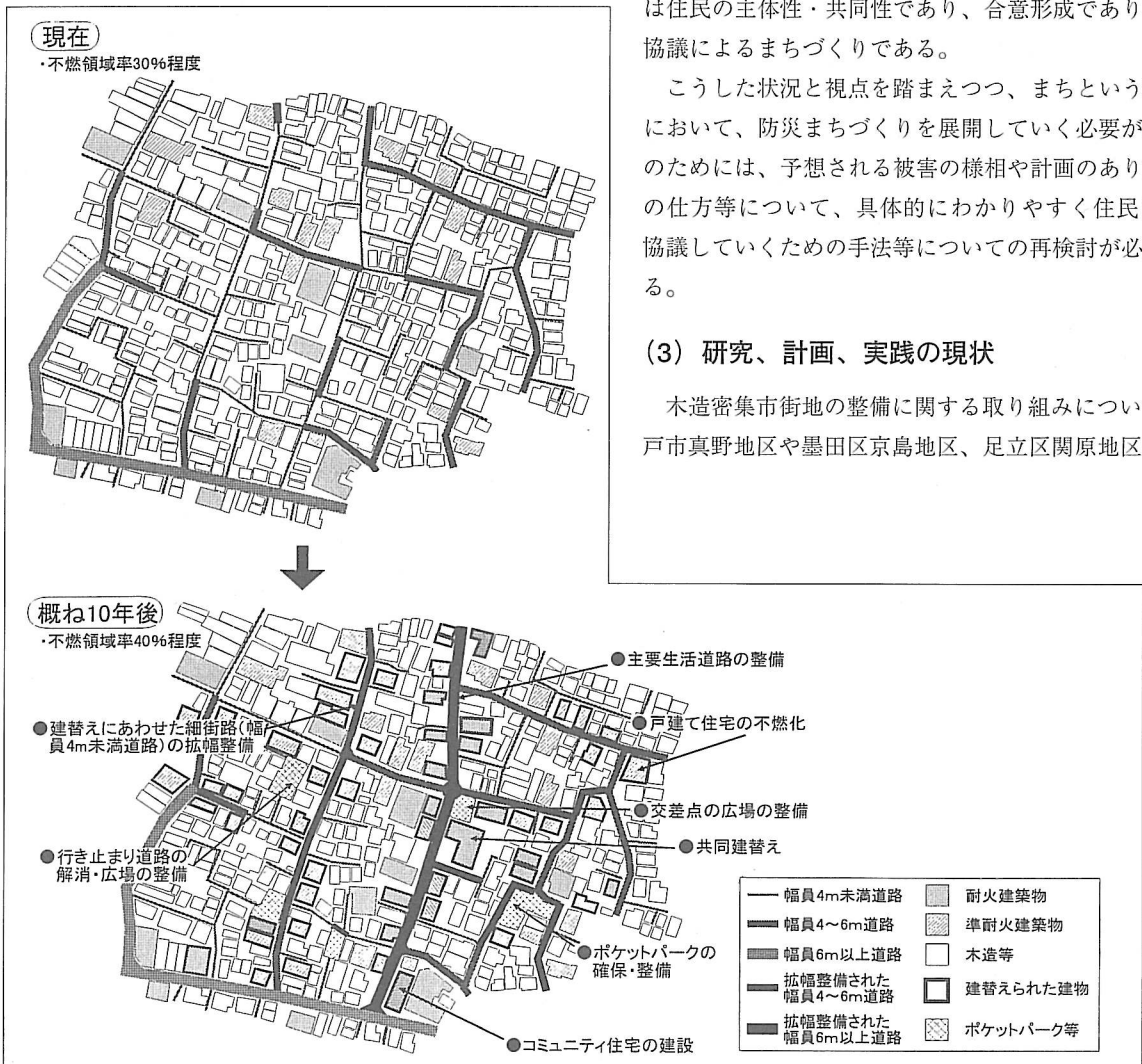 は住民の主体性・共同性であり、合意形成であり
協議によるまちづくりである。
こうした状況と視点を踏まえつつ、まちという
において、防災まちづくりを展開していく必要が
のためには、予想される被害の様相や計画のあり
の仕方等について、具体的にわかりやすく住民
協議していくための手法等についての再検討が必
る。
(3) 研究、計画、実践の現状
木造密集市街地の整備に関する取り組みについ
戸市真野地区や墨田区京島地区、足立区関原地区
現在
・不燃領域率30%程度
概ね10年後
・不燃領域率40%程度
●主要生活道路の整備
●建替えにあわせた細街路(幅
員4m未満道路)の拡幅整備
●戸建て住宅の不燃化
●交差点の広場の整備
●共同建替え
●行き止まり道路の
解消・広場の整備
●ポケットパークの
確保・整備
●コミュニティ住宅の建設
幅員4m未満道路
幅員4～6m道路
幅員6m以上道路
拡幅整備された
幅員4～6m道路
拡幅整備された
幅員6m以上道路
耐火建築物
準耐火建築物
木造等
建替えられた建物
ポケットパーク等